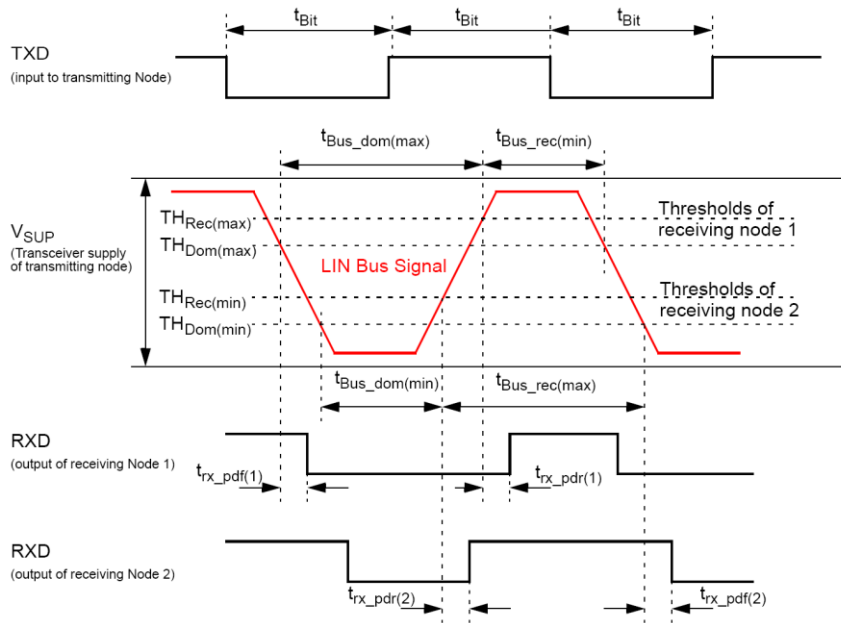 tBit tBit tBit
TXD
(input to transmitting Node)
tBus_dom(max) tBus_rec(min)
VSUP
(Transceiver supply
of transmitting node)
THRec(max)
THDom(max)
Thresholds of
receiving node 1
LIN Bus Signal
THRec(min)
THDom(min)
Thresholds of
receiving node 2
tBus_dom(min) tBus_rec(max)
RXD
(output of receiving Node 1)
trx_pdf(1) trx_pdr(1)
RXD
(output of receiving Node 2)
trx_pdr(2) trx_pdf(2)